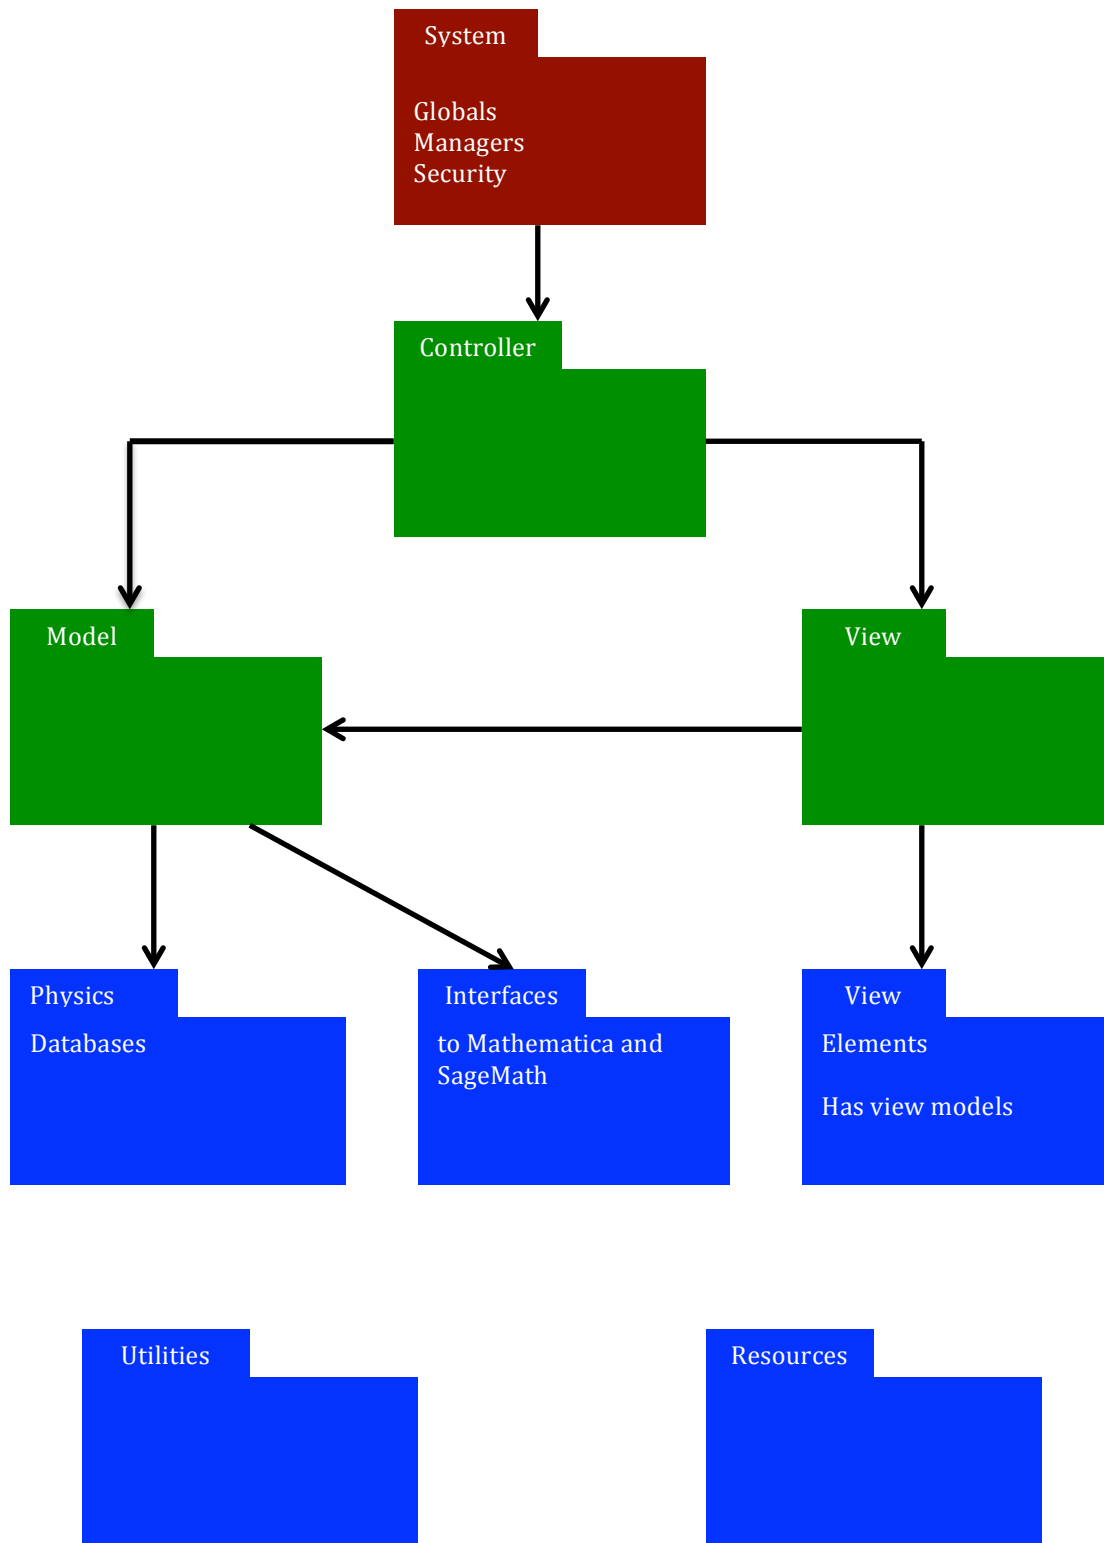 System
Globals
Managers
Security
Controller
Model
View
Physics
Databases
Interfaces
to Mathematica and
SageMath
View
Elements
Has view models
Utilities
Resources